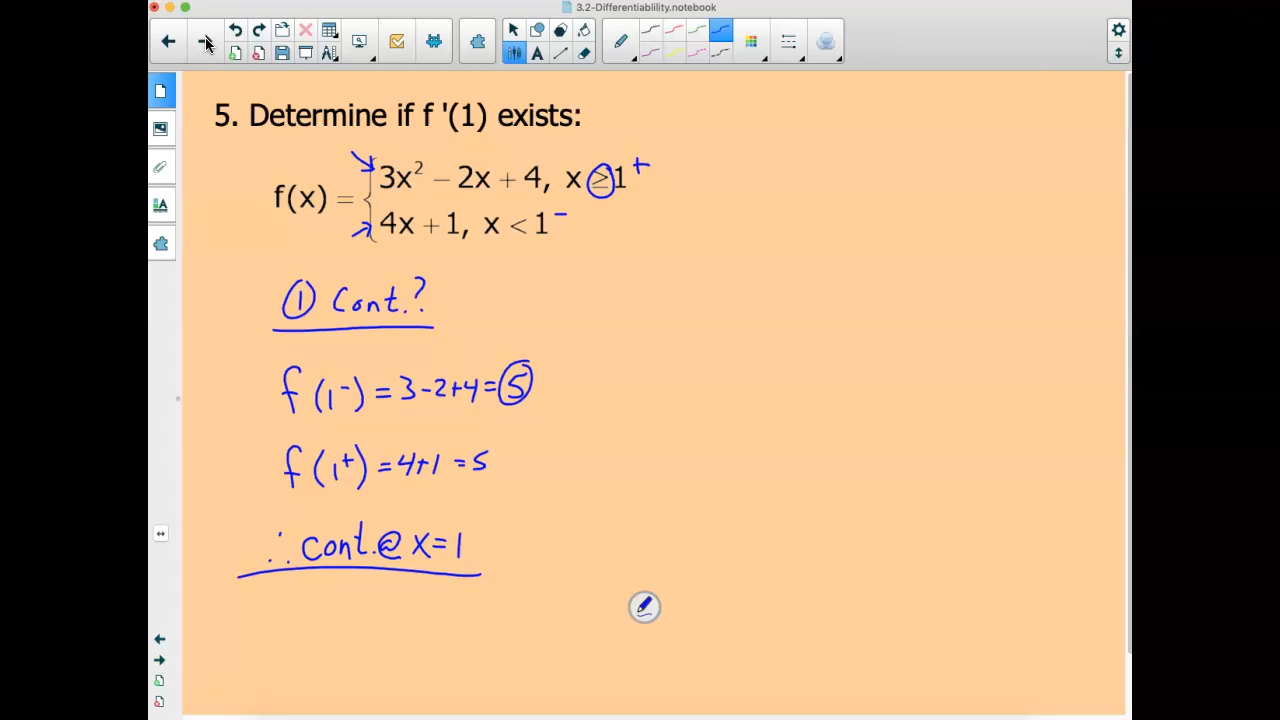 3.2-Differentiablility.notebook
5. Determine if f '(1) exists:
f(x) = { 3x² − 2x + 4, x ≥ 1⁺
4x + 1, x < 1⁻
① Cont.?
f(1⁻) = 3-2+4 = 5
f(1⁺) = 4+1 = 5
∴ cont. @ x=1